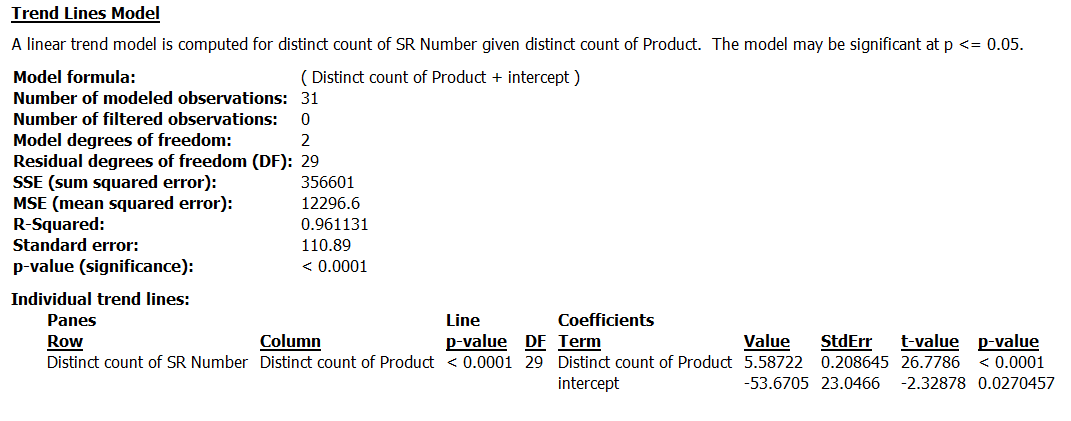 Trend Lines Model
A linear trend model is computed for distinct count of SR Number given distinct count of Product. The model may be significant at p <= 0.05.
Model formula: ( Distinct count of Product + intercept )
Number of modeled observations: 31
Number of filtered observations: 0
Model degrees of freedom: 2
Residual degrees of freedom (DF): 29
SSE (sum squared error): 356601
MSE (mean squared error): 12296.6
R-Squared: 0.961131
Standard error: 110.89
p-value (significance): < 0.0001
Individual trend lines:
Panes Line Coefficients
Row Column p-value DF Term Value StdErr t-value p-value
Distinct count of SR Number Distinct count of Product < 0.0001 29 Distinct count of Product 5.58722 0.208645 26.7786 < 0.0001
intercept -53.6705 23.0466 -2.32878 0.0270457